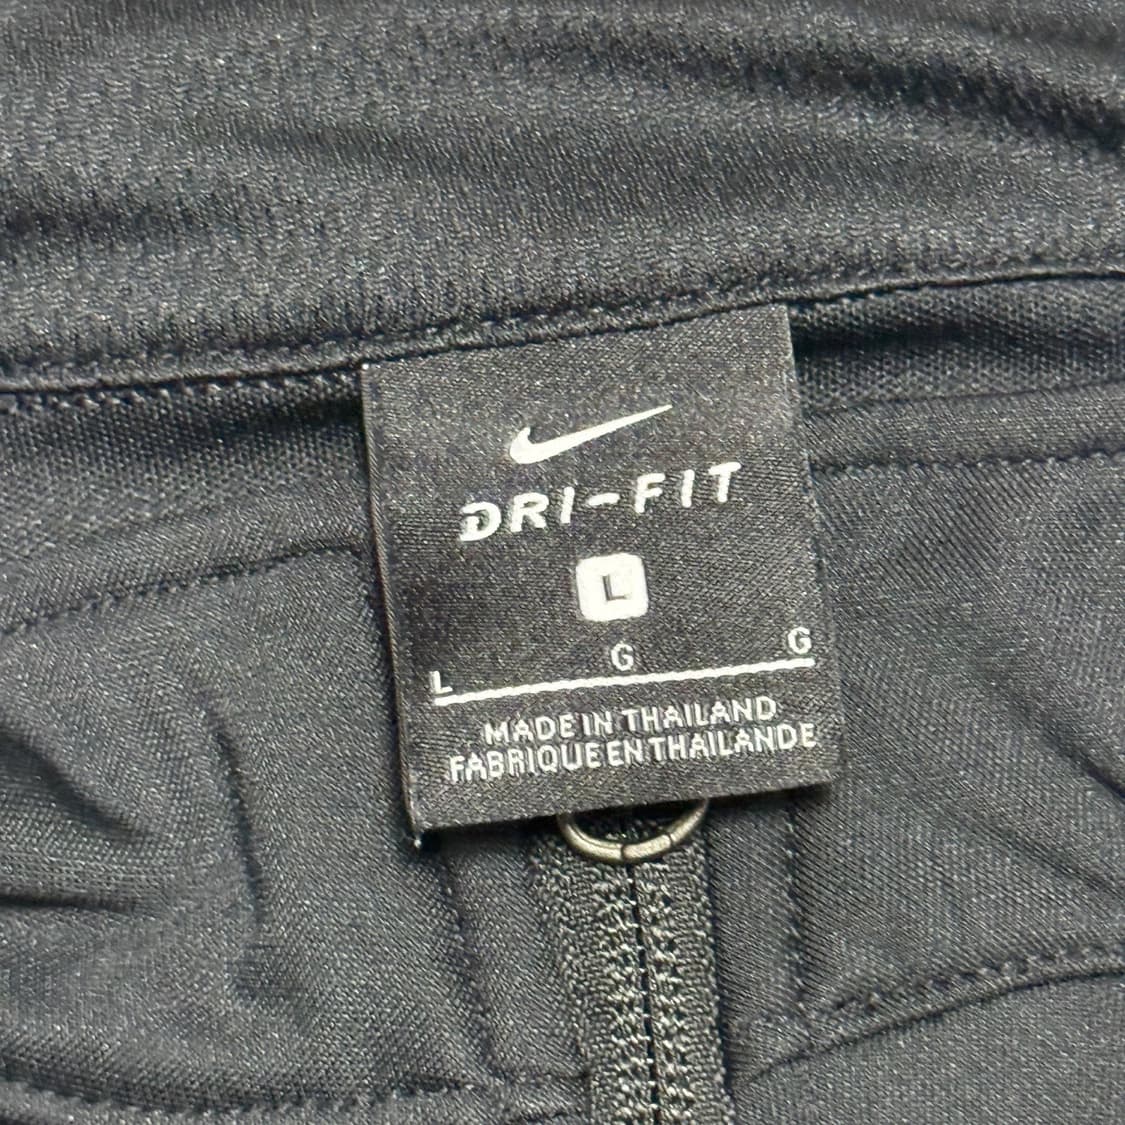 DRI-FIT
L
L G G
MADE IN THAILAND
FABRIQUE EN THAILANDE